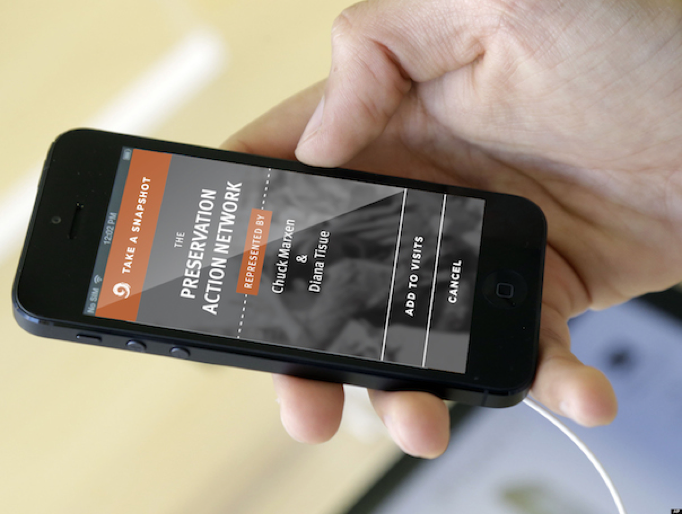 No SIM 12:02 PM
TAKE A SNAPSHOT
THE
PRESERVATION
ACTION NETWORK
REPRESENTED BY
Chuck Marxen
&
Diana Tisue
ADD TO VISITS
CANCEL
AP